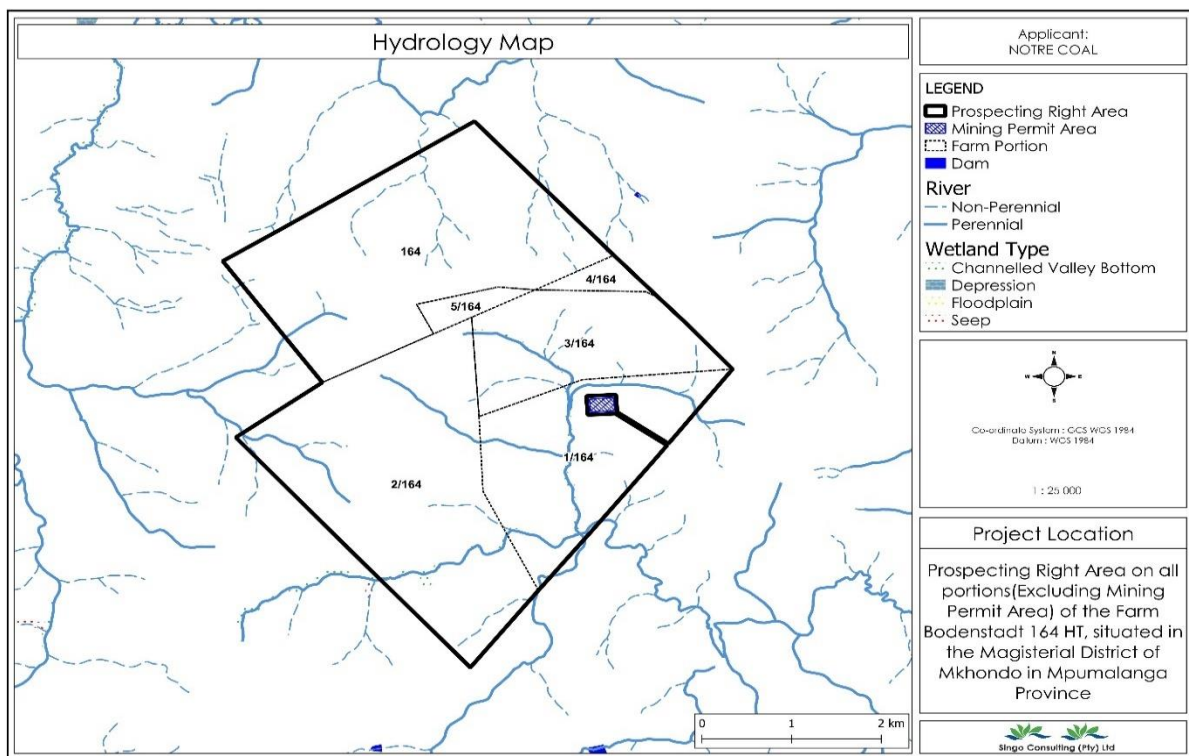 Hydrology Map
164
4/164
5/164
3/164
1/164
2/164
0 1 2 km
Applicant:
NOTRE COAL
LEGEND
Prospecting Right Area
Mining Permit Area
Farm Portion
Dam
River
Non-Perennial
Perennial
Wetland Type
Channelled Valley Bottom
Depression
Floodplain
Seep
N
W E
S
Co-ordinate System : GCS WGS 1984
Datum : WGS 1984
1 : 25 000
Project Location
Prospecting Right Area on all
portions(Excluding Mining
Permit Area) of the Farm
Bodenstadt 164 HT, situated in
the Magisterial District of
Mkhondo in Mpumalanga
Province
Singo Consulting (Pty) Ltd